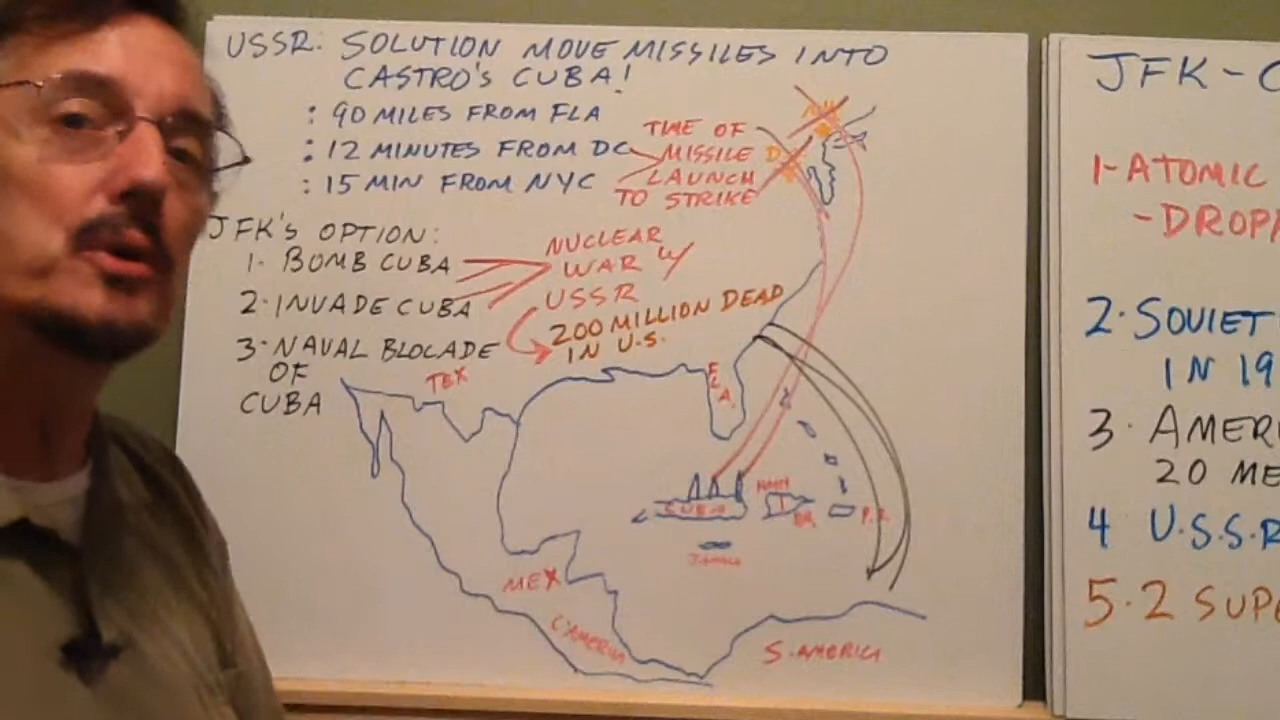 USSR: SOLUTION MOVE MISSILES INTO
CASTRO'S CUBA!
: 90 MILES FROM FLA
: 12 MINUTES FROM DC
: 15 MIN FROM NYC
TIME OF
MISSILE
LAUNCH
TO STRIKE
JFK'S OPTION:
1- BOMB CUBA
2-INVADE CUBA
3-NAVAL BLOCADE
OF
CUBA
NUCLEAR
WAR W/
USSR
200 MILLION DEAD
IN U.S.
TEX
FLA.
CUBA
P.R.
MEX
C'AMERICA
S-AMERICA
JFK-C
1-ATOMIC
-DROPP
2·SOVIET
IN 19
3· AMERI
20 ME
4 U.S.S.R
5·2 SUP